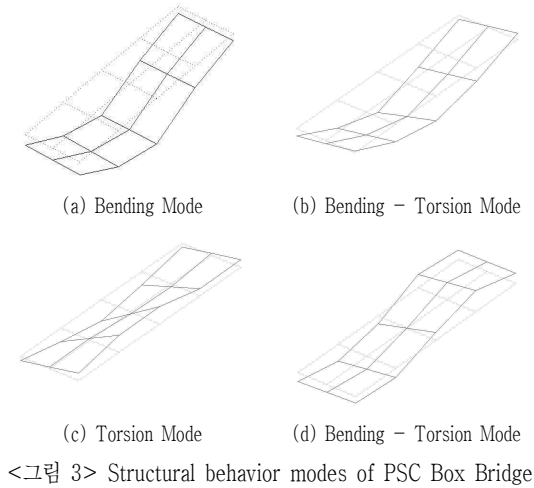 (a) Bending Mode
(b) Bending - Torsion Mode
(c) Torsion Mode
(d) Bending - Torsion Mode
<그림 3> Structural behavior modes of PSC Box Bridge